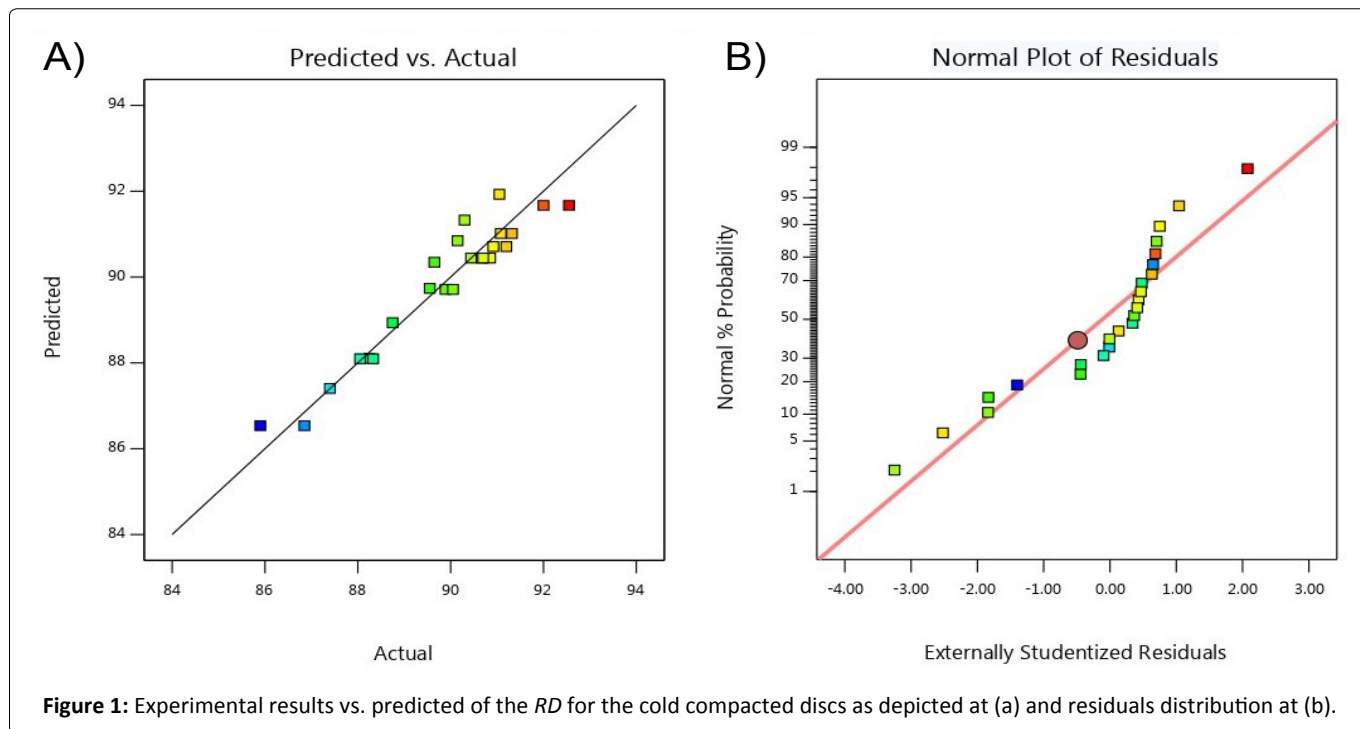 A)
Predicted vs. Actual
94
92
90
88
86
84
Predicted
84 86 88 90 92 94
Actual
B)
Normal Plot of Residuals
99
95
90
80
70
50
30
20
10
5
1
Normal % Probability
-4.00 -3.00 -2.00 -1.00 0.00 1.00 2.00 3.00
Externally Studentized Residuals
Figure 1: Experimental results vs. predicted of the RD for the cold compacted discs as depicted at (a) and residuals distribution at (b).